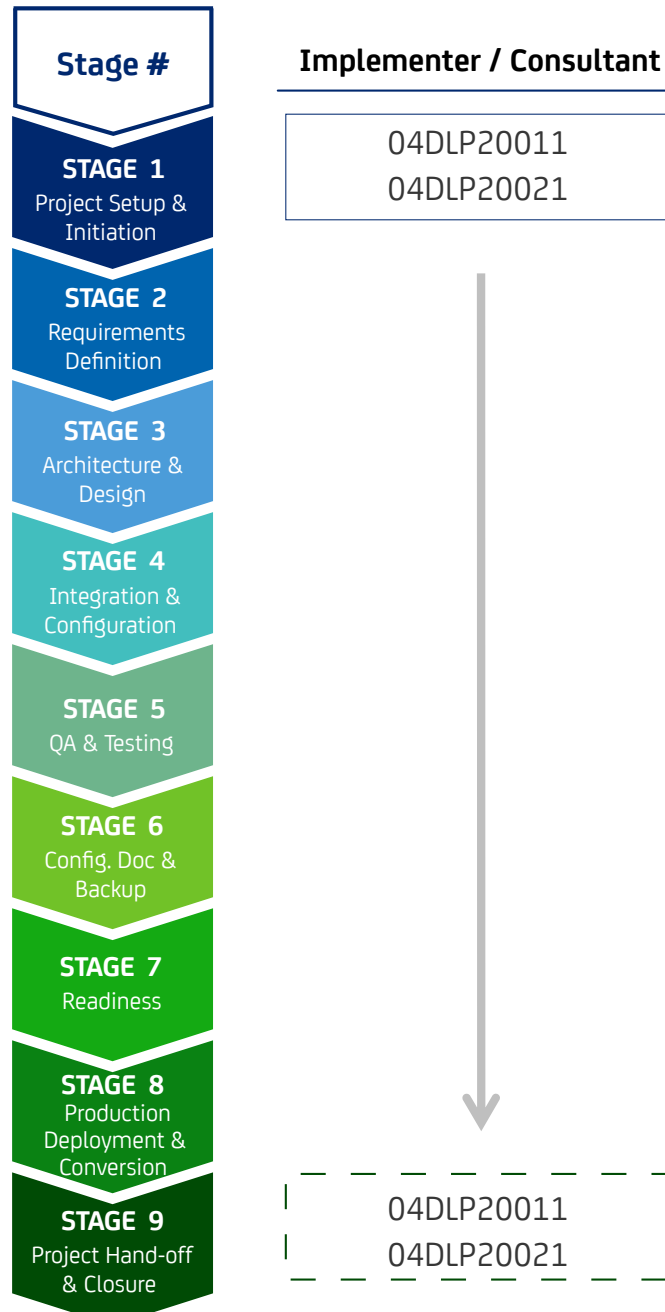 Stage #
Implementer / Consultant
STAGE 1
Project Setup &
Initiation
04DLP20011
04DLP20021
STAGE 2
Requirements
Definition
STAGE 3
Architecture &
Design
STAGE 4
Integration &
Configuration
STAGE 5
QA & Testing
STAGE 6
Config. Doc &
Backup
STAGE 7
Readiness
STAGE 8
Production
Deployment &
Conversion
STAGE 9
Project Hand-off
& Closure
04DLP20011
04DLP20021